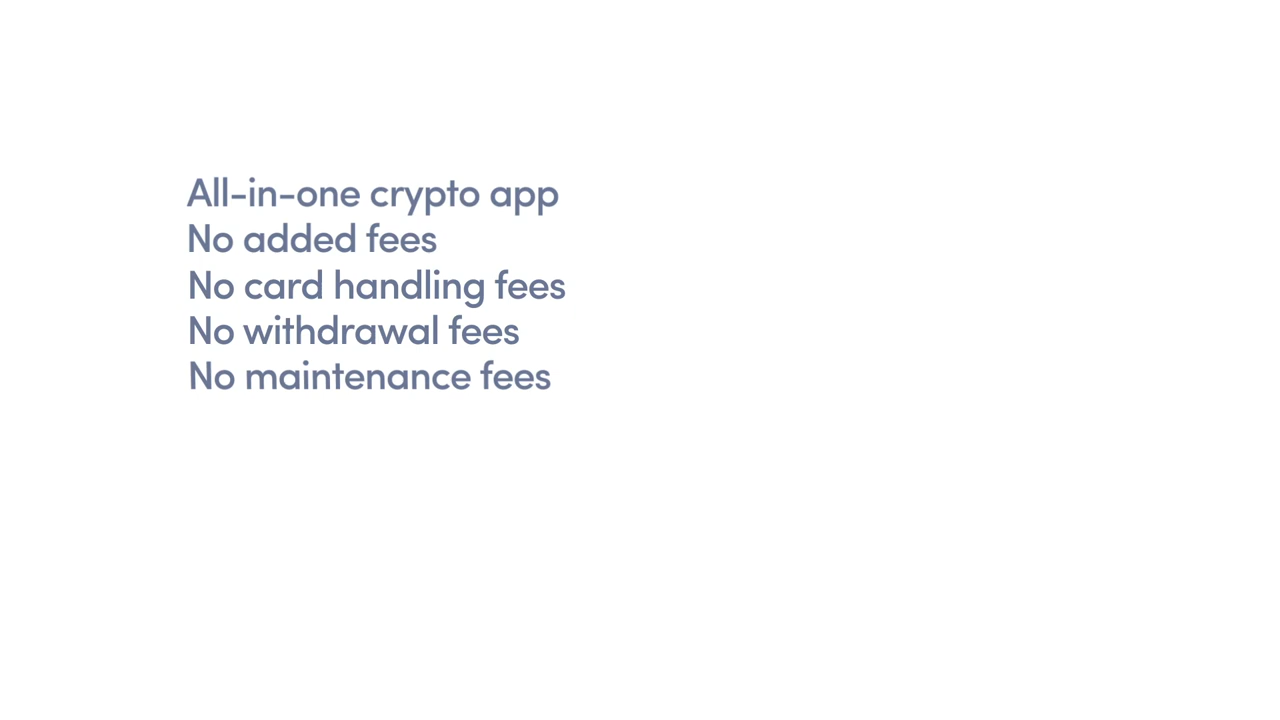 All-in-one crypto app
No added fees
No card handling fees
No withdrawal fees
No maintenance fees